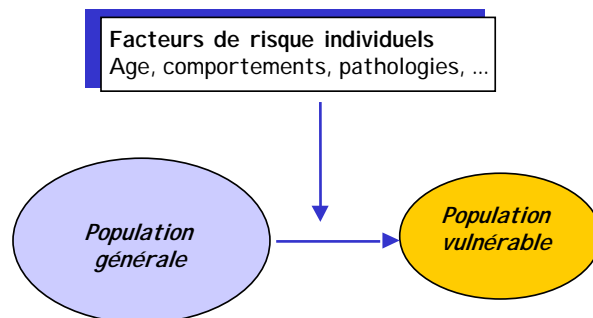 Facteurs de risque individuels
Age, comportements, pathologies, ...
Population
générale
Population
vulnérable